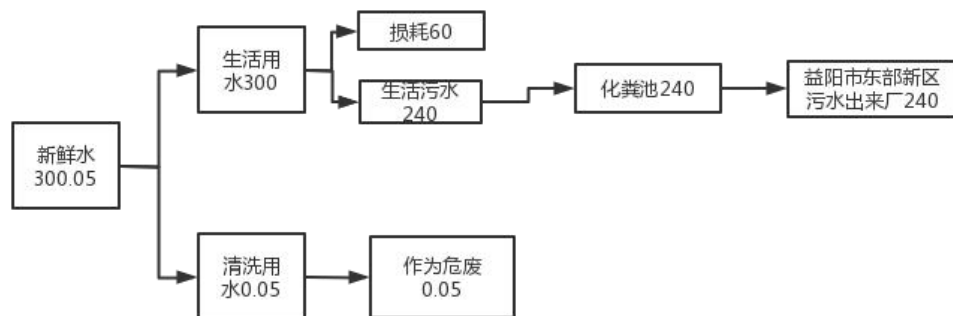 损耗60
生活用
水300
生活污水
240
化粪池240
益阳市东部新区
污水出来厂240
新鲜水
300.05
清洗用
水0.05
作为危废
0.05